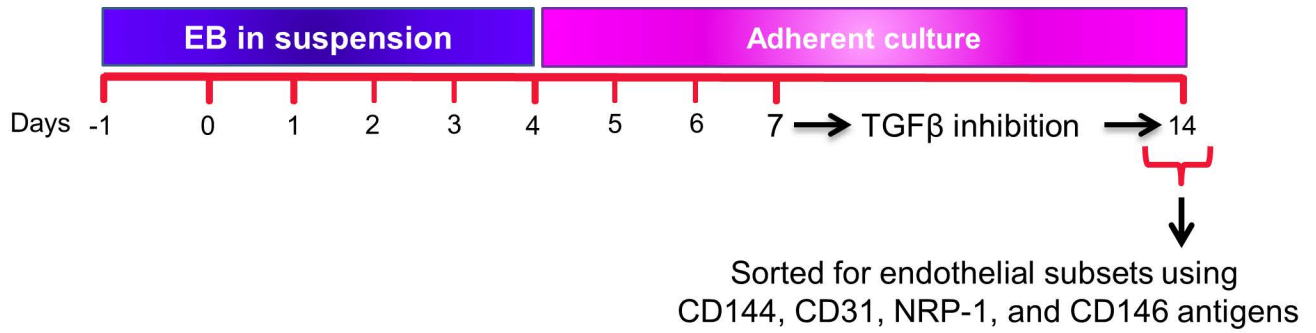 EB in suspension
Adherent culture
Days -1 0 1 2 3 4 5 6 7 TGFβ inhibition 14
Sorted for endothelial subsets using
CD144, CD31, NRP-1, and CD146 antigens